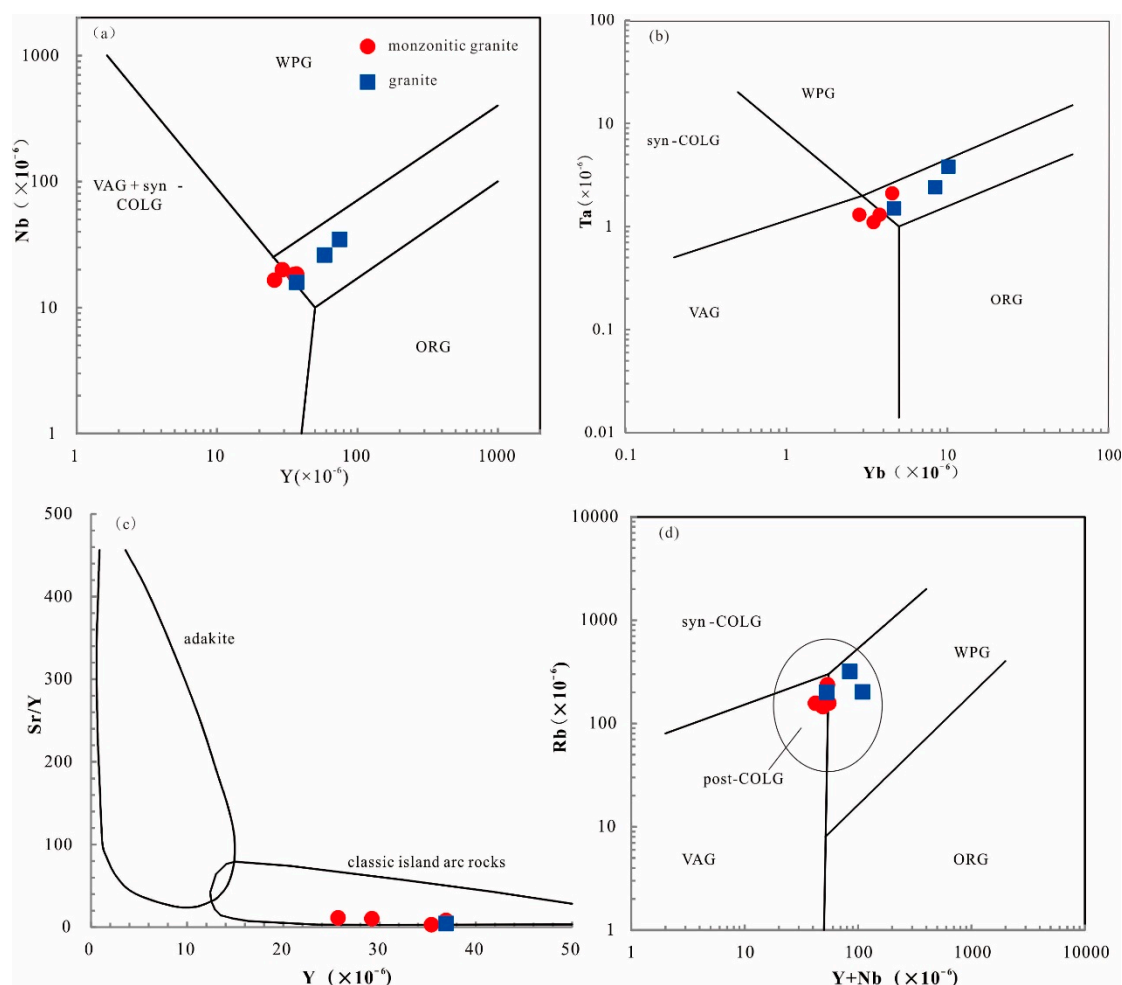 (a)
monzonitic granite
granite
WPG
VAG + syn -
COLG
ORG
Nb (×10⁻⁶)
1000
100
10
1
1
10
100
1000
Y(×10⁻⁶)
(b)
WPG
syn-COLG
VAG
ORG
Ta(×10⁻⁶)
100
10
1
0.1
0.01
0.1
1
10
100
Yb (×10⁻⁶)
(c)
adakite
classic island arc rocks
Sr/Y
500
400
300
200
100
0
0
10
20
30
40
50
Y (×10⁻⁶)
(d)
syn-COLG
WPG
post-COLG
VAG
ORG
Rb(×10⁻⁶)
10000
1000
100
10
1
1
10
100
1000
10000
Y+Nb (×10⁻⁶)